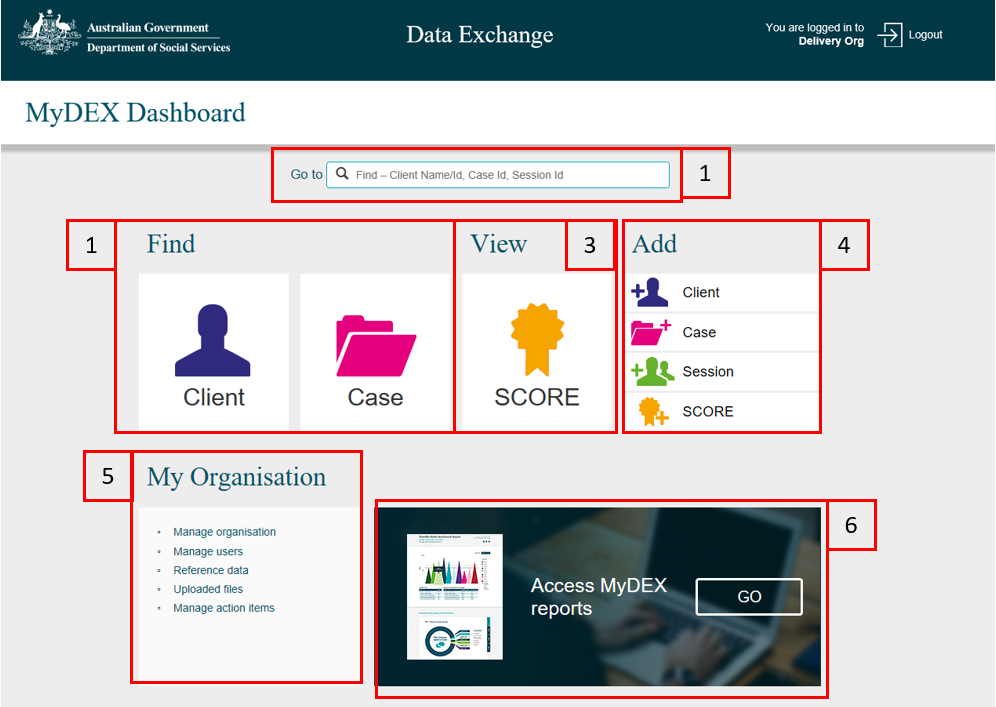 Australian Government
Department of Social Services
Data Exchange
You are logged in to
Delivery Org
Logout
MyDEX Dashboard
Go to
Find – Client Name/Id, Case Id, Session Id
1
1
Find
View
3
Add
4
Client
Case
SCORE
Client
Case
Session
SCORE
5
My Organisation
Manage organisation
Manage users
Reference data
Uploaded files
Manage action items
6
Access MyDEX
reports
GO